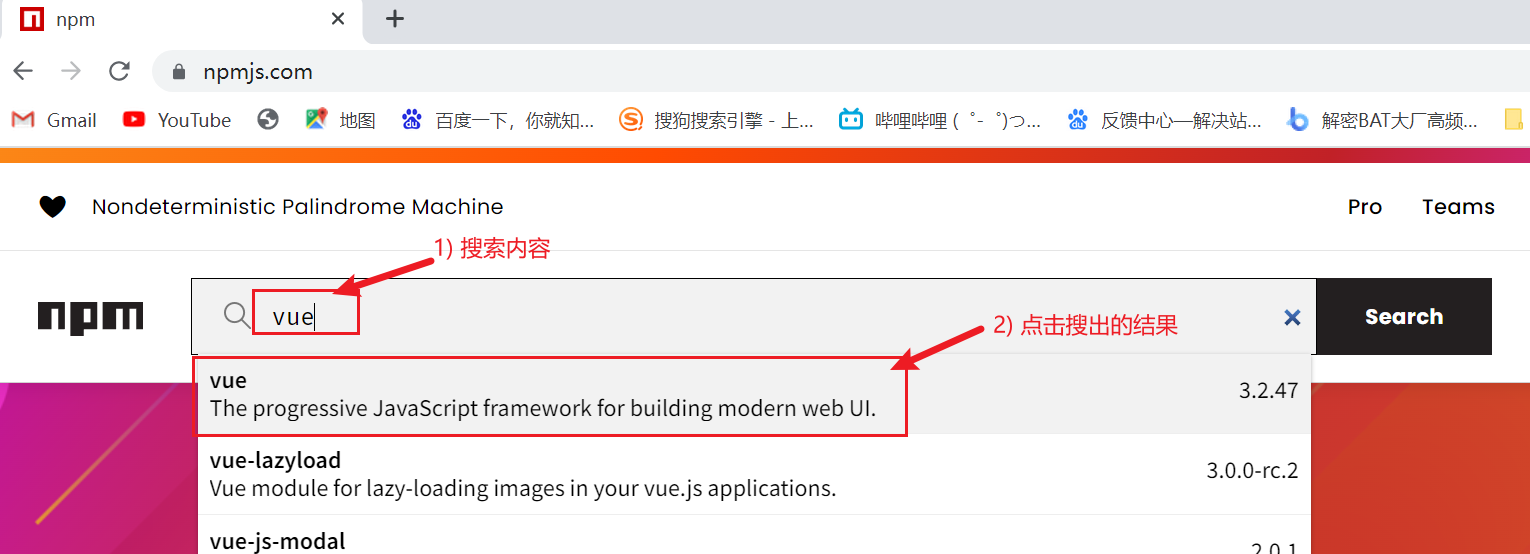 npm
npmjs.com
Gmail YouTube 地图 百度一下，你就知... 搜狗搜索引擎 - 上... 哔哩哔哩 (゜-゜)つ... 反馈中心—解决站... 解密BAT大厂高频...
Nondeterministic Palindrome Machine Pro Teams
1) 搜索内容
npm vue Search
2) 点击搜出的结果
vue
The progressive JavaScript framework for building modern web UI. 3.2.47
vue-lazyload
Vue module for lazy-loading images in your vue.js applications. 3.0.0-rc.2
vue-js-modal
2.0.1